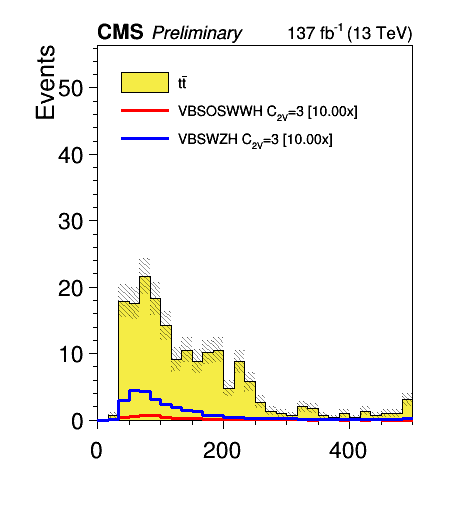 CMS Preliminary 137 fb⁻¹ (13 TeV)
Events
tt̄
VBSOSWWH C₂ᵥ=3 [10.00x]
VBSWZH C₂ᵥ=3 [10.00x]
50
40
30
20
10
0
0 200 400